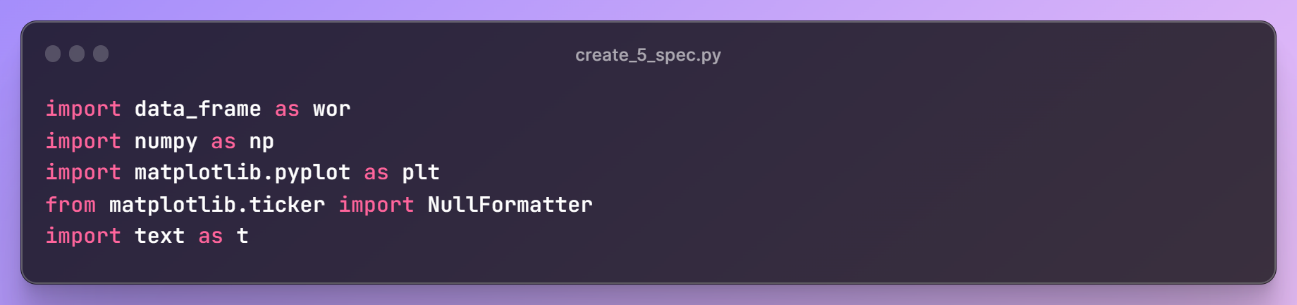 create_5_spec.py
import data_frame as wor
import numpy as np
import matplotlib.pyplot as plt
from matplotlib.ticker import NullFormatter
import text as t